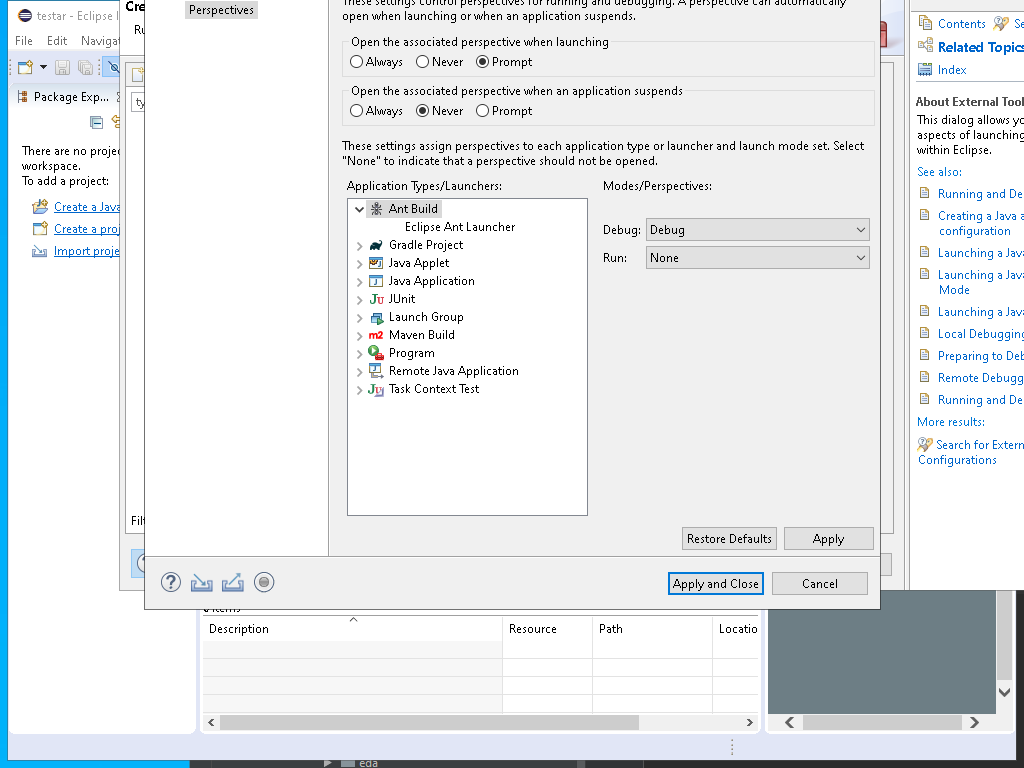 testar - Eclipse I
File
Edit
Navigat
Package Exp...
There are no proje
workspace.
To add a project:
Create a Java
Create a proj
Import proje
Cre
Ru
ty
Filt
Perspectives
These settings control perspectives for running and debugging. A perspective can automatically
open when launching or when an application suspends.
Open the associated perspective when launching
Always
Never
Prompt
Open the associated perspective when an application suspends
Always
Never
Prompt
These settings assign perspectives to each application type or launcher and launch mode set. Select
"None" to indicate that a perspective should not be opened.
Application Types/Launchers:
Modes/Perspectives:
Ant Build
Eclipse Ant Launcher
Gradle Project
Java Applet
Java Application
JUnit
Launch Group
Maven Build
Program
Remote Java Application
Task Context Test
Debug:
Debug
Run:
None
Restore Defaults
Apply
Apply and Close
Cancel
Contents
Se
Related Topics
Index
About External Tool
This dialog allows yo
aspects of launching
within Eclipse.
See also:
Running and De
Creating a Java a
configuration
Launching a Java
Launching a Java
Mode
Launching a Java
Local Debugging
Preparing to Deb
Remote Debugg
Running and De
More results:
Search for Extern
Configurations
items
Description
Resource
Path
Locatio
eda